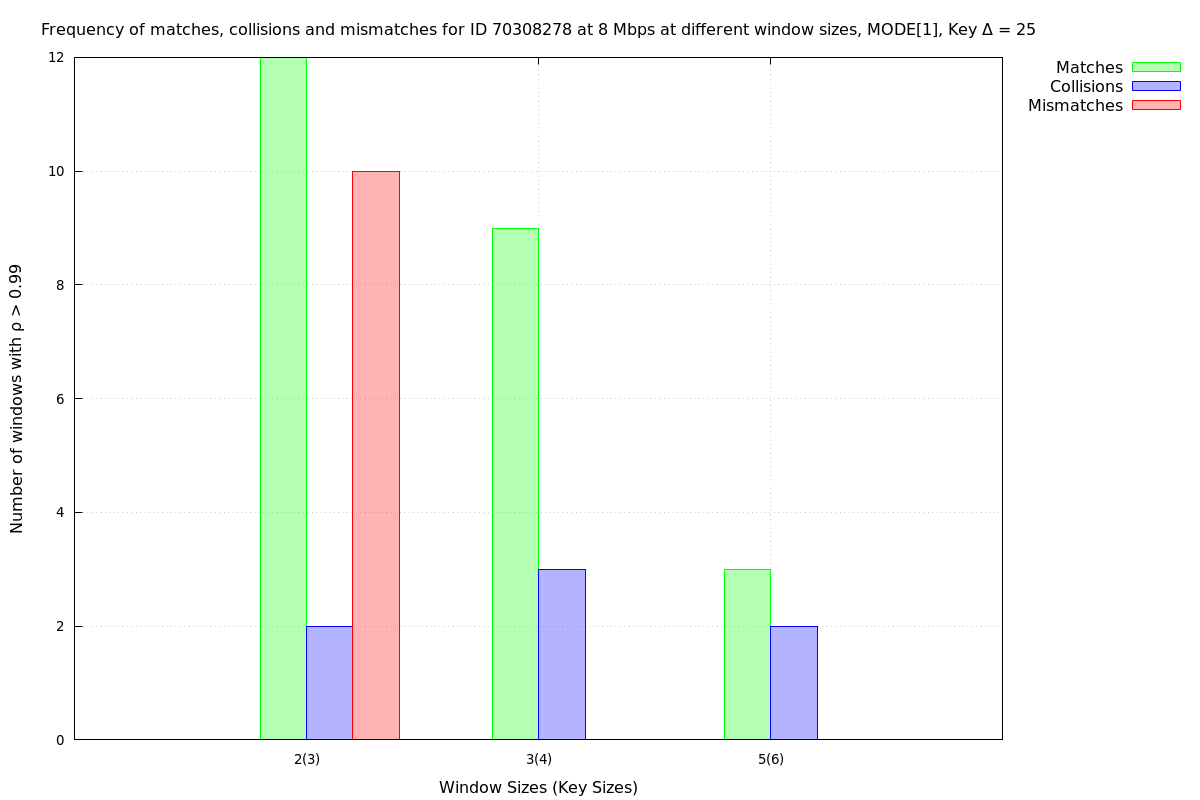 Frequency of matches, collisions and mismatches for ID 70308278 at 8 Mbps at different window sizes, MODE[1], Key Δ = 25
Matches
Collisions
Mismatches
Number of windows with ρ > 0.99
12
10
8
6
4
2
0
2(3)
3(4)
5(6)
Window Sizes (Key Sizes)